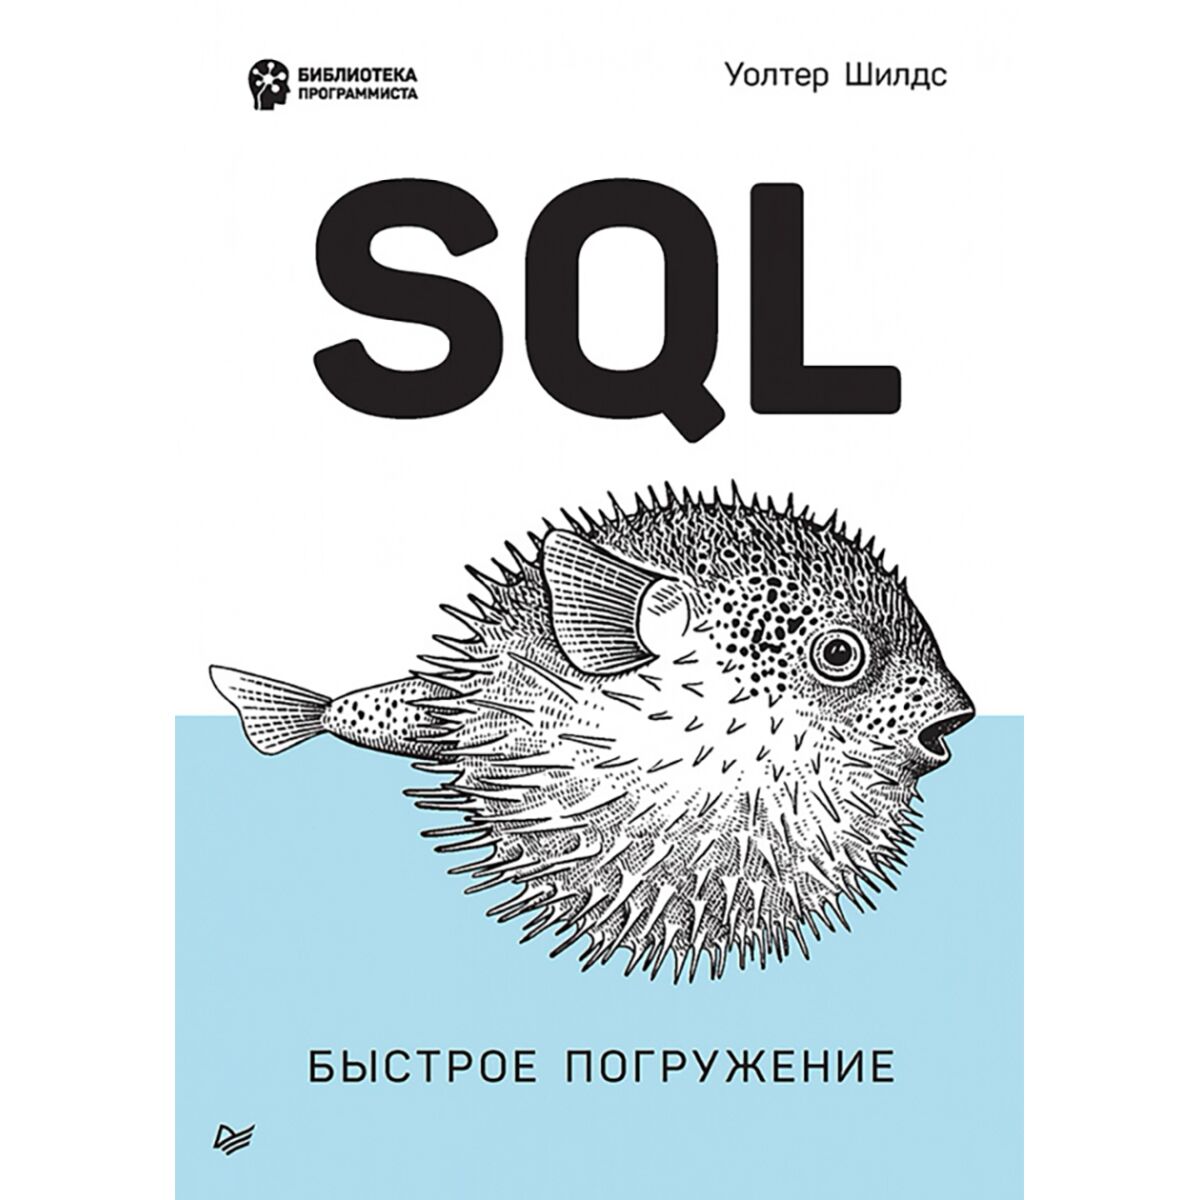 БИБЛИОТЕКА
ПРОГРАММИСТА
Уолтер Шилдс
SQL
БЫСТРОЕ ПОГРУЖЕНИЕ